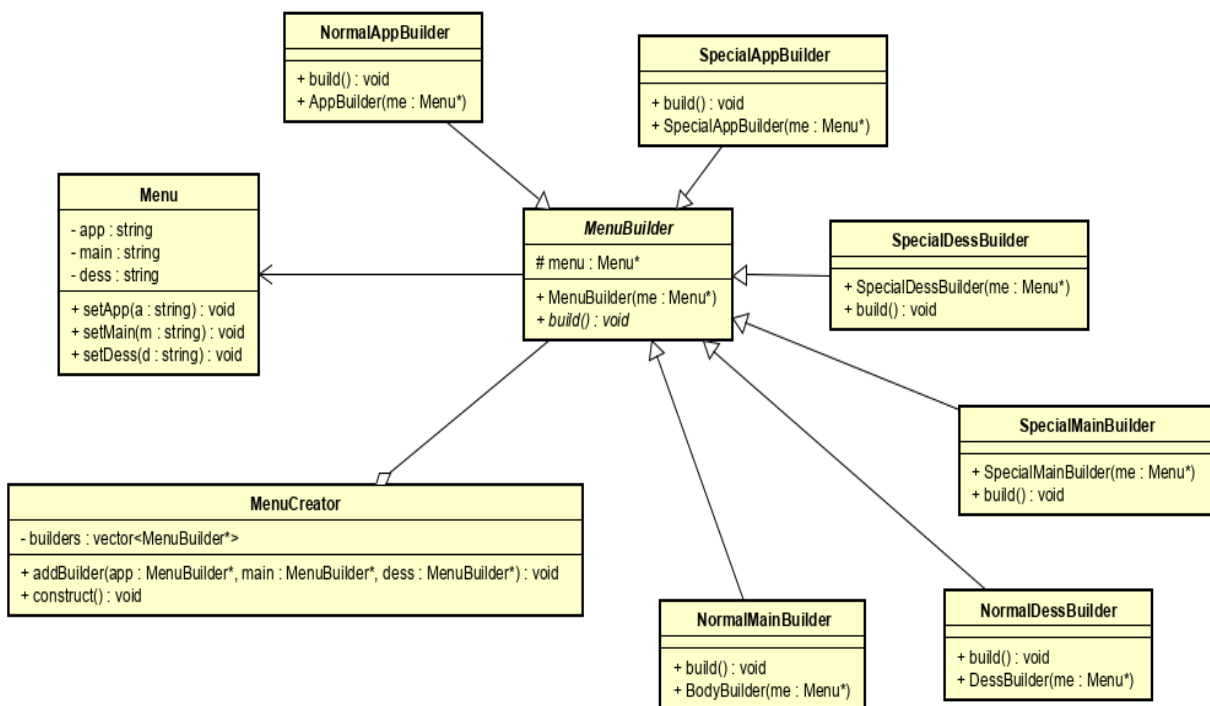 NormalAppBuilder
+ build() : void
+ AppBuilder(me : Menu*)
SpecialAppBuilder
+ build() : void
+ SpecialAppBuilder(me : Menu*)
Menu
- app : string
- main : string
- dess : string
+ setApp(a : string) : void
+ setMain(m : string) : void
+ setDess(d : string) : void
MenuBuilder
# menu : Menu*
+ MenuBuilder(me : Menu*)
+ build() : void
SpecialDessBuilder
+ SpecialDessBuilder(me : Menu*)
+ build() : void
SpecialMainBuilder
+ SpecialMainBuilder(me : Menu*)
+ build() : void
MenuCreator
- builders : vector<MenuBuilder*>
+ addBuilder(app : MenuBuilder*, main : MenuBuilder*, dess : MenuBuilder*) : void
+ construct() : void
NormalMainBuilder
+ build() : void
+ BodyBuilder(me : Menu*)
NormalDessBuilder
+ build() : void
+ DessBuilder(me : Menu*)